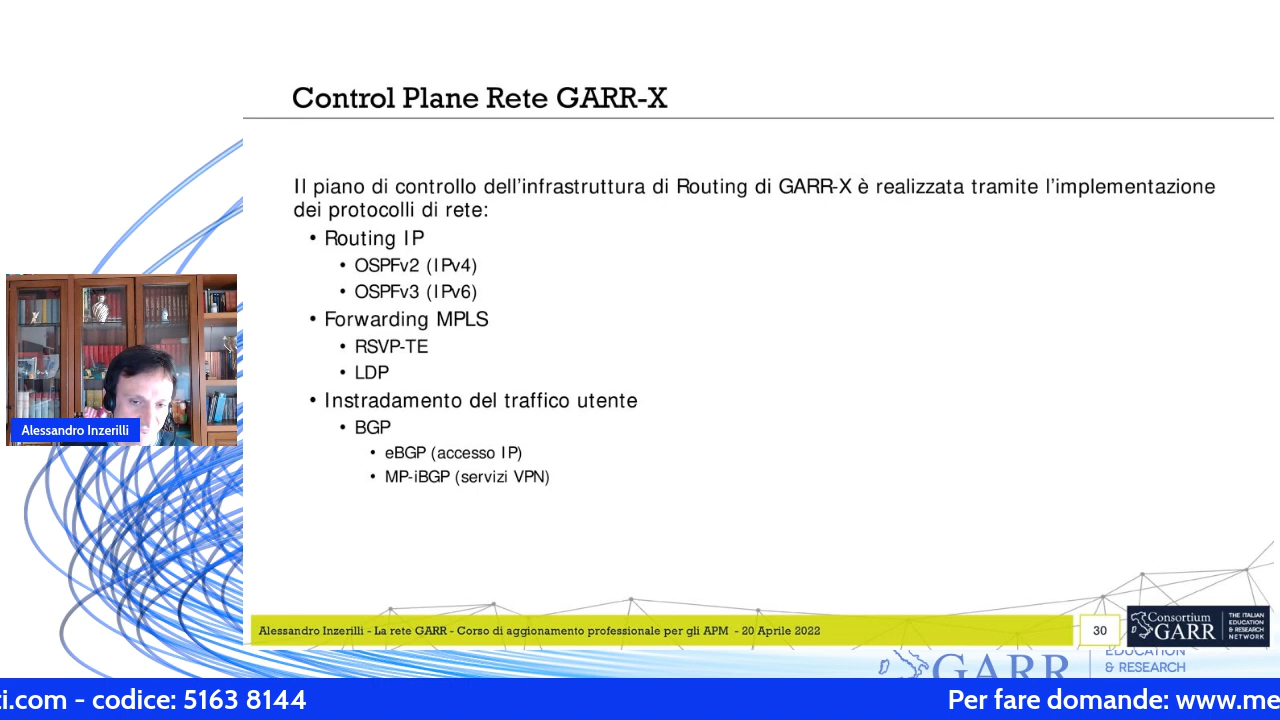 Control Plane Rete GARR-X
Il piano di controllo dell'infrastruttura di Routing di GARR-X è realizzata tramite l'implementazione
dei protocolli di rete:
• Routing IP
• OSPFv2 (IPv4)
• OSPFv3 (IPv6)
• Forwarding MPLS
• RSVP-TE
• LDP
• Instradamento del traffico utente
• BGP
• eBGP (accesso IP)
• MP-iBGP (servizi VPN)
Alessandro Inzerilli
Alessandro Inzerilli - La rete GARR - Corso di aggionamento professionale per gli APM - 20 Aprile 2022
30
Consortium
GARR
THE ITALIAN
EDUCATION
& RESEARCH
NETWORK
GARR
EDUCATION
& RESEARCH
ti.com - codice: 5163 8144
Per fare domande: www.me